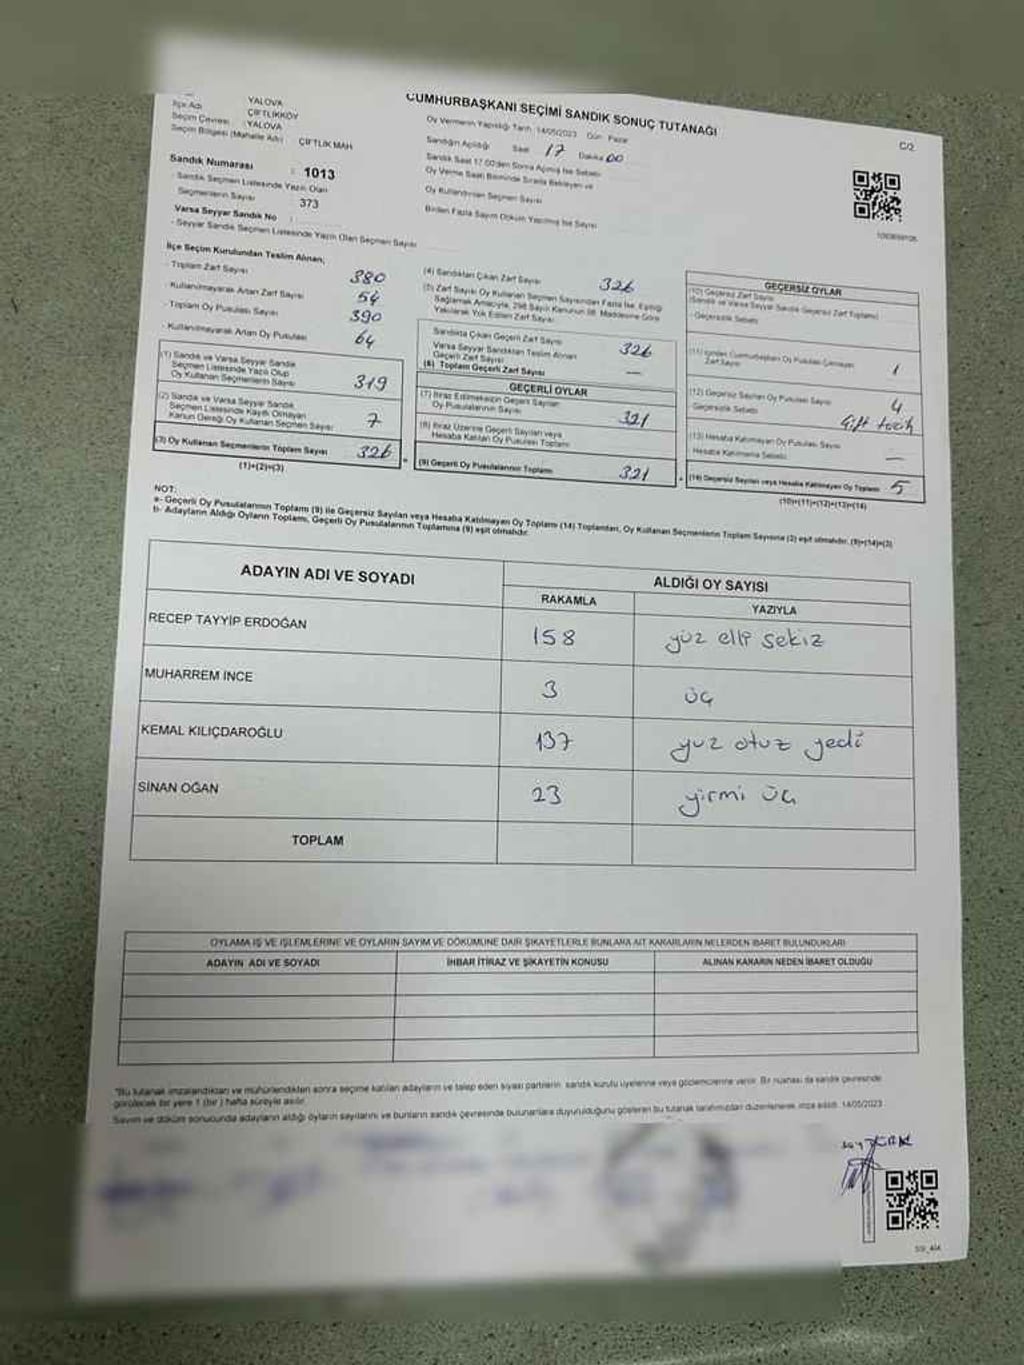 CUMHURBAŞKANI SEÇİMİ SANDIK SONUÇ TUTANAĞI
C/2
YALOVA
İlçe Adı ÇİFTLİKKÖY
Seçim Çevresi : YALOVA
Seçim Bölgesi (Mahalle Adı) ÇİFTLİK MAH
Sandık Numarası : 1013
- Sandık Seçmen Listesinde Yazılı Olan
Seçmenlerin Sayısı 373
Varsa Seyyar Sandık No :
- Seyyar Sandık Seçmen Listesinde Yazılı Olan Seçmen Sayısı
Oy Vermenin Yapıldığı Tarih 14/05/2023 Gün Pazar
Sandığın Açıldığı Saat 17 Dakika 00
Sandık Saat 17.00'den Sonra Açılmış İse Sebebi
Oy Verme Saati Bitiminde Sırada Bekleyen ve
Oy Kullandırılan Seçmen Sayısı
Birden Fazla Sayım Döküm Yapılmış İse Sayısı
İlçe Seçim Kurulundan Teslim Alınan;
- Toplam Zarf Sayısı 380
- Kullanılmayarak Artan Zarf Sayısı 54
- Toplam Oy Pusulası Sayısı 390
- Kullanılmayarak Artan Oy Pusulası 64
(1) Sandık ve Varsa Seyyar Sandık
Seçmen Listesinde Yazılı Olup
Oy Kullanan Seçmenlerin Sayısı 319
(2) Sandık ve Varsa Seyyar Sandık
Seçmen Listesinde Kayıtlı Olmayan
Kanun Gereği Oy Kullanan Seçmen Sayısı 7
(3) Oy Kullanan Seçmenlerin Toplam Sayısı 326
(1)+(2)=(3)
(4) Sandıktan Çıkan Zarf Sayısı 326
(5) Zarf Sayısı Oy Kullanan Seçmen Sayısından Fazla İse, Eşitliği
Sağlamak Amacıyla, 298 Sayılı Kanunun 98. Maddesine Göre
Yakılarak Yok Edilen Zarf Sayısı
Sandıkta Çıkan Geçerli Zarf Sayısı 326
Varsa Seyyar Sandıktan Teslim Alınan
Geçerli Zarf Sayısı —
(6) Toplam Geçerli Zarf Sayısı
GEÇERLİ OYLAR
(7) İtiraz Edilmeksizin Geçerli Sayılan
Oy Pusulalarının Sayısı 321
(8) İtiraz Üzerine Geçerli Sayılan veya
Hesaba Katılan Oy Pusulası Toplamı
(9) Geçerli Oy Pusulalarının Toplamı 321
GEÇERSİZ OYLAR
(10) Geçersiz Zarf Sayısı
(Sandık ve Varsa Seyyar Sandık Geçersiz Zarf Toplamı)
- Geçersizlik Sebebi
(11) İçinden Cumhurbaşkanı Oy Pusulası Çıkmayan
Zarf Sayısı 1
(12) Geçersiz Sayılan Oy Pusulası Sayısı 4
- Geçersizlik Sebebi Çift tercih
(13) Hesaba Katılmayan Oy Pusulası Sayısı
Hesaba Katılmama Sebebi —
(14) Geçersiz Sayılan veya Hesaba Katılmayan Oy Toplamı 5
(10)+(11)+(12)+(13)=(14)
NOT:
a- Geçerli Oy Pusulalarının Toplamı (9) ile Geçersiz Sayılan veya Hesaba Katılmayan Oy Toplamı (14) Toplamları, Oy Kullanan Seçmenlerin Toplam Sayısına (3) eşit olmalıdır. (9)+(14)=(3)
b- Adayların Aldığı Oyların Toplamı, Geçerli Oy Pusulalarının Toplamına (9) eşit olmalıdır.
ADAYIN ADI VE SOYADI ALDIĞI OY SAYISI
RAKAMLA YAZIYLA
RECEP TAYYİP ERDOĞAN 158 yüz elli sekiz
MUHARREM İNCE 3 üç
KEMAL KILIÇDAROĞLU 137 yüz otuz yedi
SİNAN OĞAN 23 yirmi üç
TOPLAM
OYLAMA İŞ VE İŞLEMLERİNE VE OYLARIN SAYIM VE DÖKÜMÜNE DAİR ŞİKAYETLERLE BUNLARA AİT KARARLARIN NELERDEN İBARET BULUNDUKLARI
ADAYIN ADI VE SOYADI İHBAR İTİRAZ VE ŞİKAYETİN KONUSU ALINAN KARARIN NEDEN İBARET OLDUĞU
"Bu tutanak imzalandıktan ve mühürlendikten sonra seçime katılan adayların ve talep eden siyasi partilerin, sandık kurulu üyelerine veya gözlemcilerine verilir. Bir nüshası da sandık çevresinde
görülecek bir yere 1 (bir) hafta süreyle asılır.
Sayım ve döküm sonucunda adayların aldığı oyların sayılarını ve bunların sandık çevresinde bulunanlara duyurulduğunu gösteren bu tutanak tarafımızdan düzenlenerek imza edildi. 14/05/2023